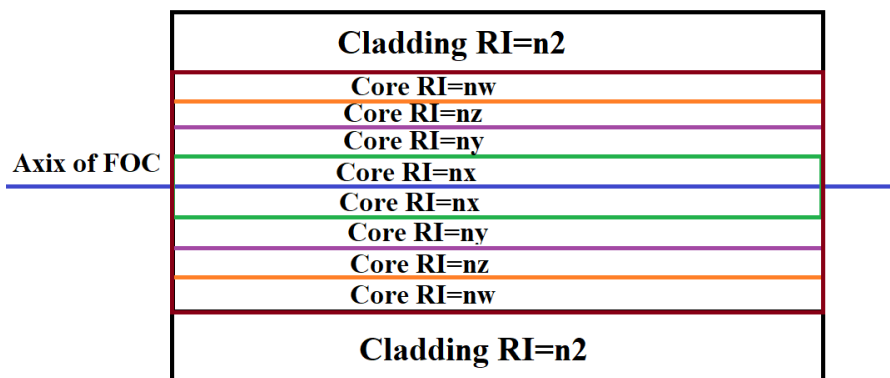 Cladding RI=n2
Core RI=nw
Core RI=nz
Core RI=ny
Axix of FOC
Core RI=nx
Core RI=nx
Core RI=ny
Core RI=nz
Core RI=nw
Cladding RI=n2